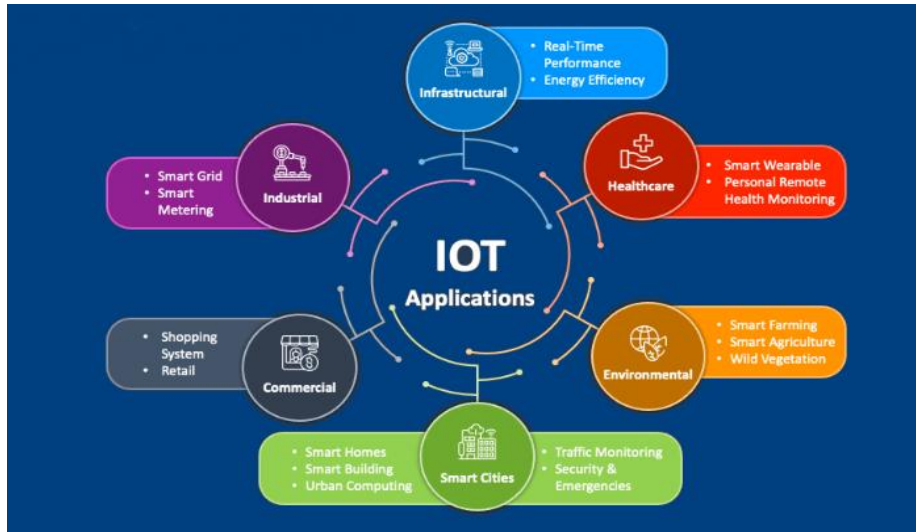 Infrastructural
• Real-Time
Performance
• Energy Efficiency
Healthcare
• Smart Wearable
• Personal Remote
Health Monitoring
• Smart Grid
• Smart
Metering
Industrial
IOT
Applications
• Shopping
System
• Retail
Commercial
Environmental
• Smart Farming
• Smart Agriculture
• Wild Vegetation
• Smart Homes
• Smart Building
• Urban Computing
Smart Cities
• Traffic Monitoring
• Security &
Emergencies